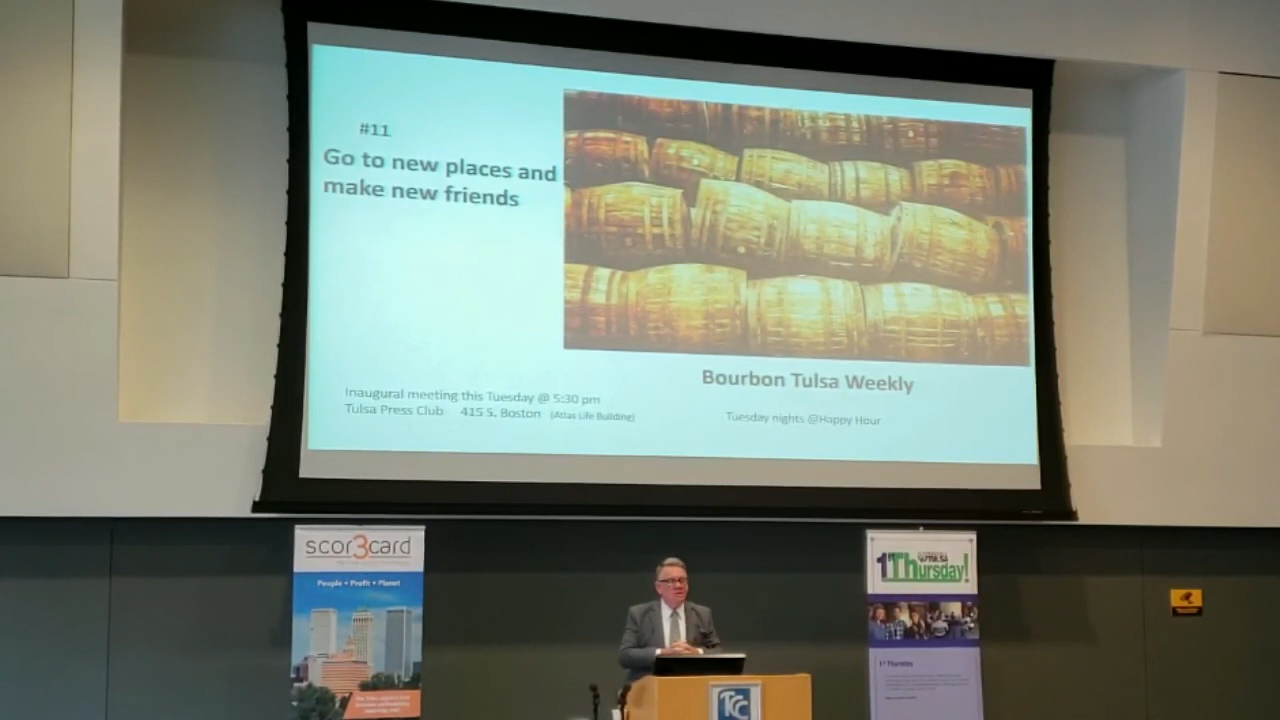 #11
Go to new places and
make new friends
Bourbon Tulsa Weekly
Inaugural meeting this Tuesday @ 5:30 pm
Tulsa Press Club 415 S. Boston (Atlas Life Building)
Tuesday nights @Happy Hour
scor3card
People • Profit • Planet
1stThursday!
1st Thursday
TCC